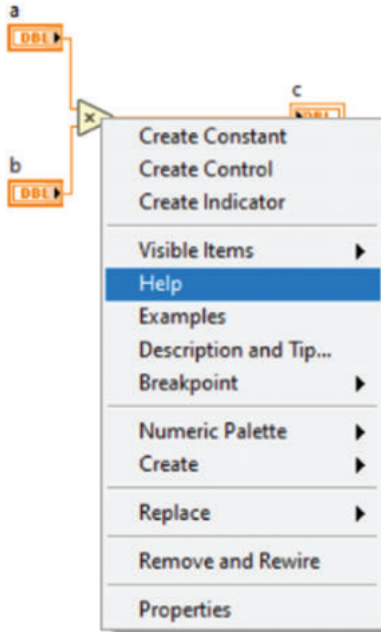 a
DBL
×
c
DBL
b
DBL
Create Constant
Create Control
Create Indicator
Visible Items
Help
Examples
Description and Tip...
Breakpoint
Numeric Palette
Create
Replace
Remove and Rewire
Properties